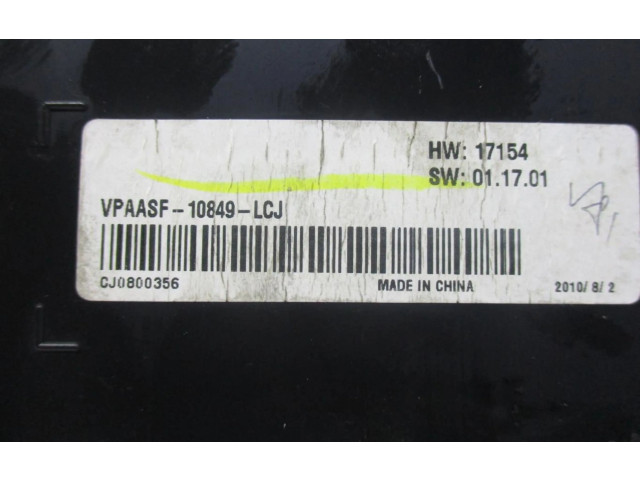 HW: 17154
SW: 01.17.01
VPAASF-10849-LCJ
CJ0800356
MADE IN CHINA
2010/8/2